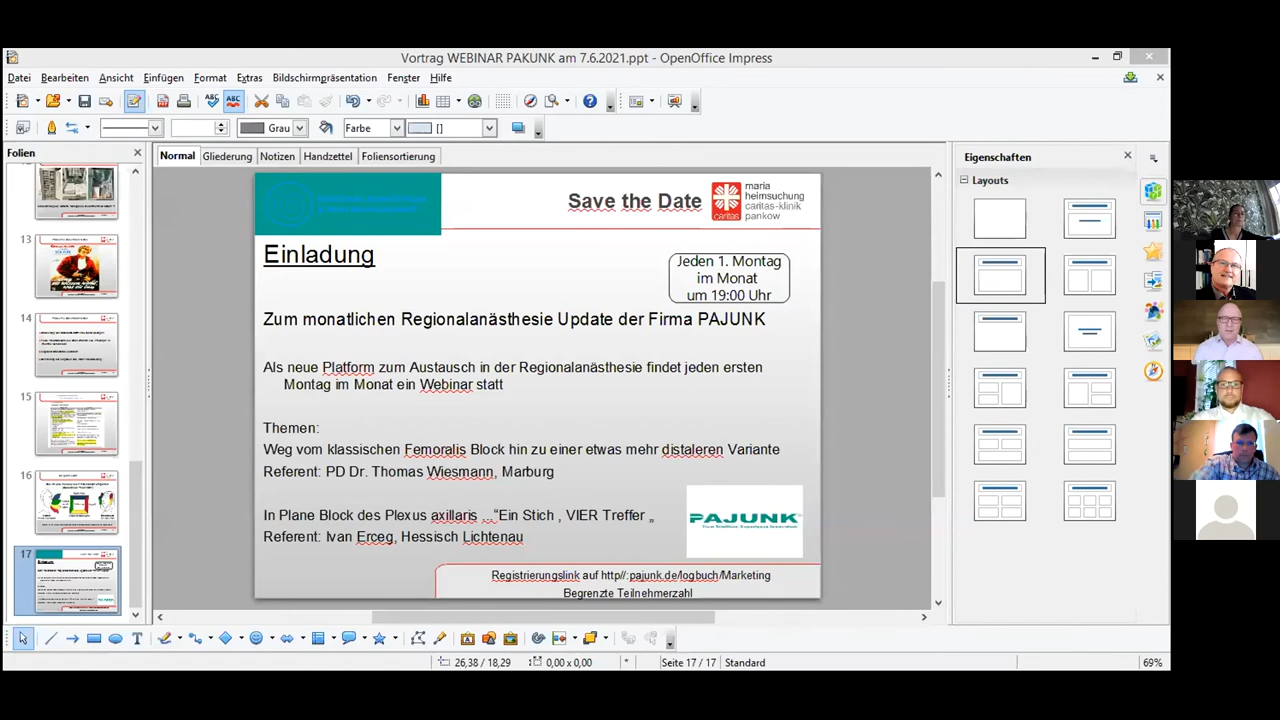 Vortrag WEBINAR PAKUNK am 7.6.2021.ppt - OpenOffice Impress
Datei Bearbeiten Ansicht Einfügen Format Extras Bildschirmpräsentation Fenster Hilfe
Grau Farbe []
Folien
Normal Gliederung Notizen Handzettel Foliensortierung
Eigenschaften
Layouts
13
14
15
16
17
Save the Date
maria
heimsuchung
caritas-klinik
pankow
caritas
Einladung
Jeden 1. Montag
im Monat
um 19:00 Uhr
Zum monatlichen Regionalanästhesie Update der Firma PAJUNK
Als neue Platform zum Austausch in der Regionalanästhesie findet jeden ersten
Montag im Monat ein Webinar statt
Themen:
Weg vom klassischen Femoralis Block hin zu einer etwas mehr distaleren Variante
Referent: PD Dr. Thomas Wiesmann, Marburg
In Plane Block des Plexus axillaris „ “Ein Stich , VIER Treffer „
Referent: Ivan Erceg, Hessisch Lichtenau
PAJUNK
Registrierungslink auf http//:pajunk.de/logbuch/Marketing
Begrenzte Teilnehmerzahl
26,38 / 18,29 0,00 x 0,00 * Seite 17 / 17 Standard 69%